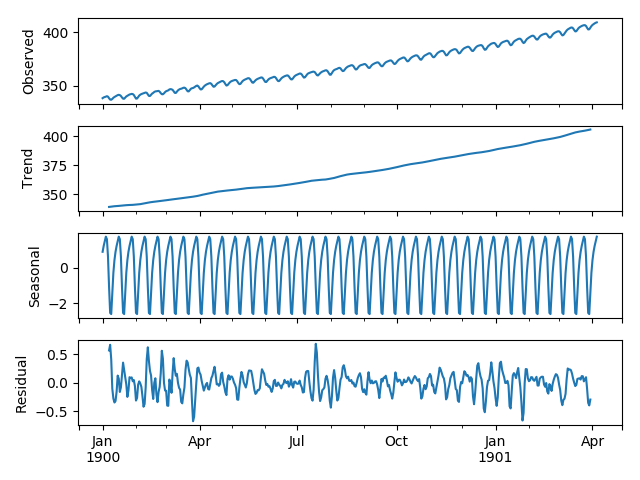 Observed
400
350
Trend
400
375
350
Seasonal
0
−2
Residual
0.5
0.0
−0.5
Jan Apr Jul Oct Jan Apr
1900 1901